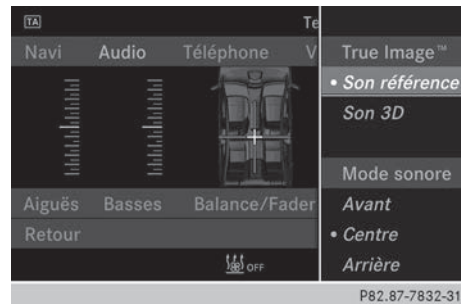 TA Te
Navi Audio Téléphone V
Aiguës Basses Balance/Fader
Retour
OFF
True Image™
• Son référence
Son 3D
Mode sonore
Avant
• Centre
Arrière
P82.87-7832-31